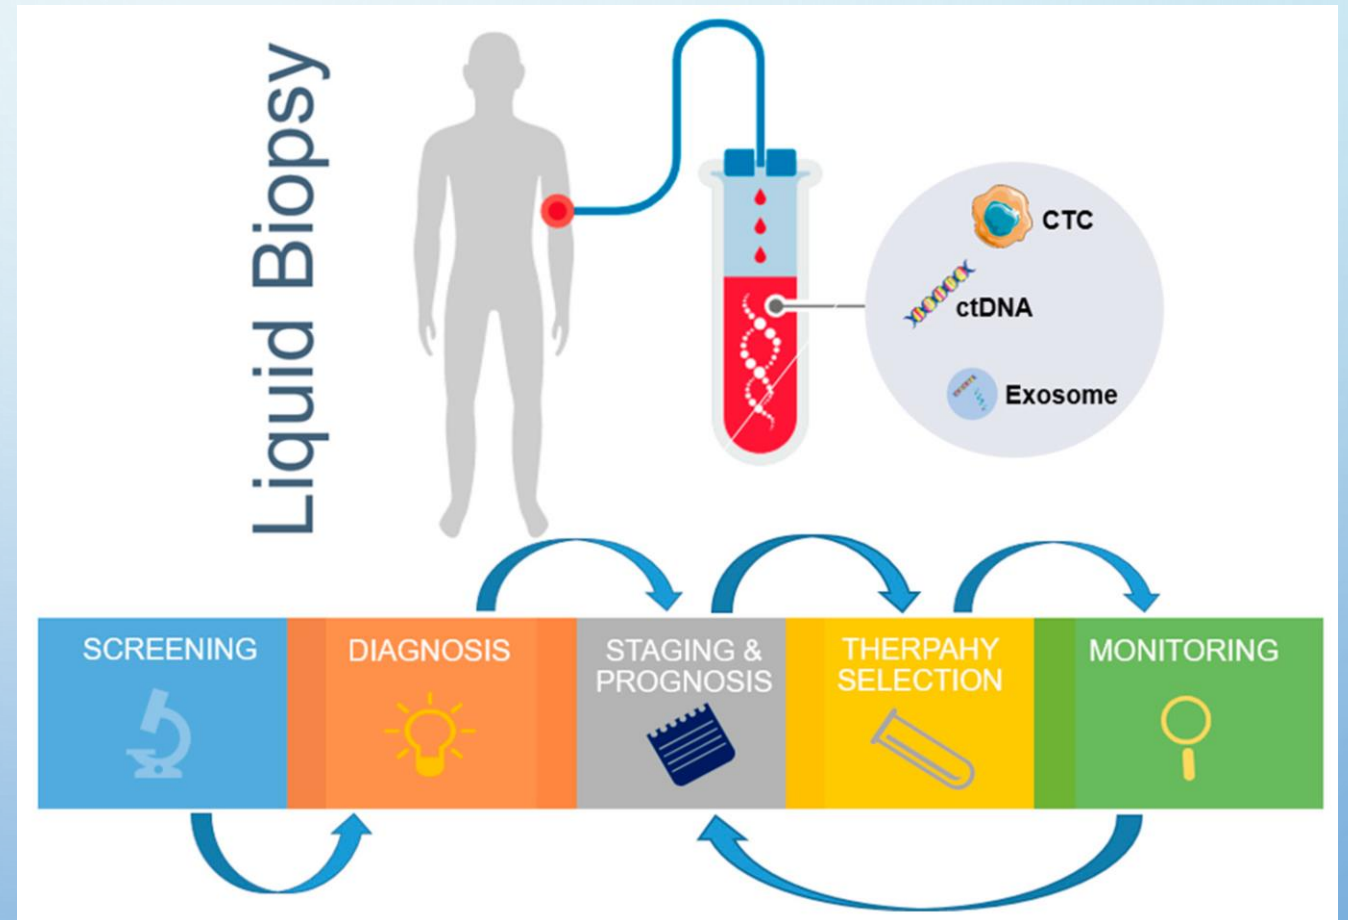 Liquid Biopsy
CTC
ctDNA
Exosome
SCREENING
DIAGNOSIS
STAGING &
PROGNOSIS
THERPAHY
SELECTION
MONITORING